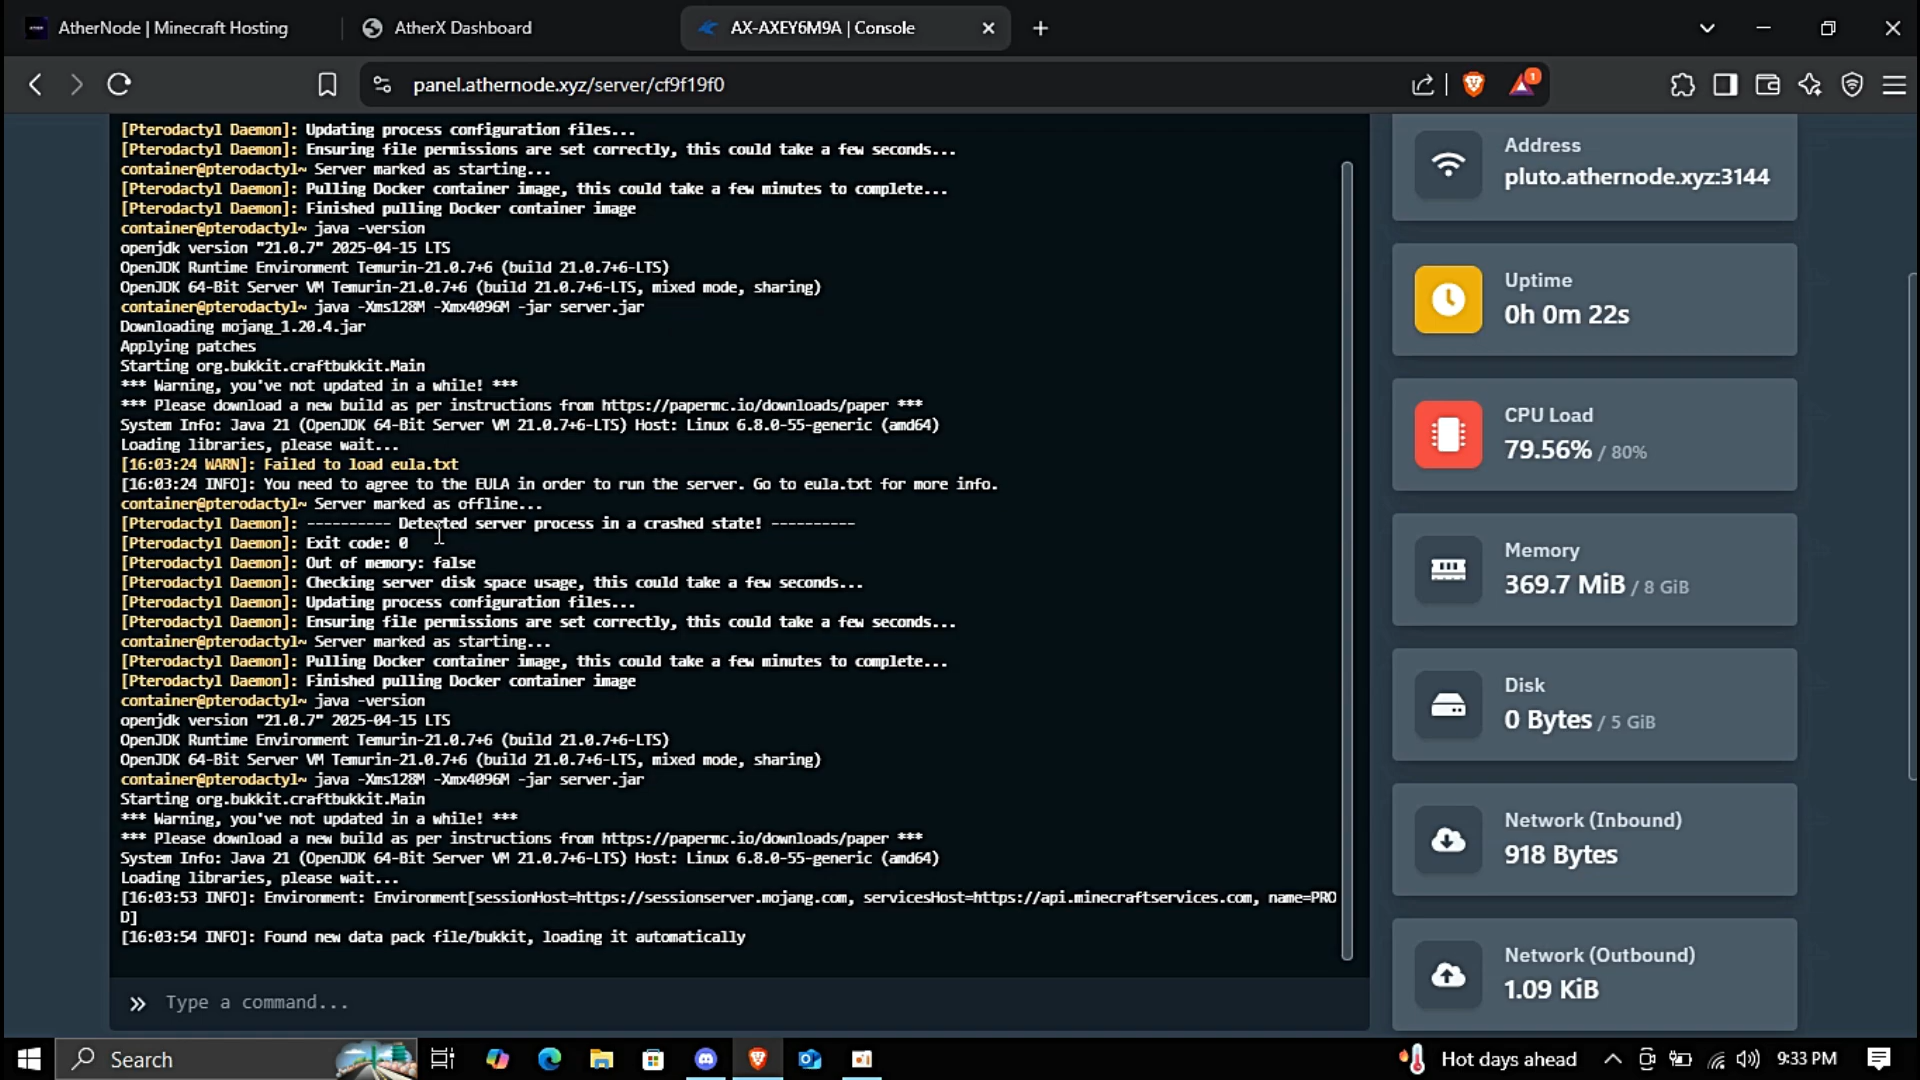 AtherNode | Minecraft Hosting
AtherX Dashboard
AX-AXEY6M9A | Console
panel.athernode.xyz/server/cf9f19f0
1
[Pterodactyl Daemon]: Updating process configuration files...
[Pterodactyl Daemon]: Ensuring file permissions are set correctly, this could take a few seconds...
container@pterodactyl~ Server marked as starting...
[Pterodactyl Daemon]: Pulling Docker container image, this could take a few minutes to complete...
[Pterodactyl Daemon]: Finished pulling Docker container image
container@pterodactyl~ java -version
openjdk version "21.0.7" 2025-04-15 LTS
OpenJDK Runtime Environment Temurin-21.0.7+6 (build 21.0.7+6-LTS)
OpenJDK 64-Bit Server VM Temurin-21.0.7+6 (build 21.0.7+6-LTS, mixed mode, sharing)
container@pterodactyl~ java -Xms128M -Xmx4096M -jar server.jar
Downloading mojang_1.20.4.jar
Applying patches
Starting org.bukkit.craftbukkit.Main
*** Warning, you've not updated in a while! ***
*** Please download a new build as per instructions from https://papermc.io/downloads/paper ***
System Info: Java 21 (OpenJDK 64-Bit Server VM 21.0.7+6-LTS) Host: Linux 6.8.0-55-generic (amd64)
Loading libraries, please wait...
[16:03:24 WARN]: Failed to load eula.txt
[16:03:24 INFO]: You need to agree to the EULA in order to run the server. Go to eula.txt for more info.
container@pterodactyl~ Server marked as offline...
[Pterodactyl Daemon]: ---------- Detected server process in a crashed state! ----------
[Pterodactyl Daemon]: Exit code: 0
[Pterodactyl Daemon]: Out of memory: false
[Pterodactyl Daemon]: Checking server disk space usage, this could take a few seconds...
[Pterodactyl Daemon]: Updating process configuration files...
[Pterodactyl Daemon]: Ensuring file permissions are set correctly, this could take a few seconds...
container@pterodactyl~ Server marked as starting...
[Pterodactyl Daemon]: Pulling Docker container image, this could take a few minutes to complete...
[Pterodactyl Daemon]: Finished pulling Docker container image
container@pterodactyl~ java -version
openjdk version "21.0.7" 2025-04-15 LTS
OpenJDK Runtime Environment Temurin-21.0.7+6 (build 21.0.7+6-LTS)
OpenJDK 64-Bit Server VM Temurin-21.0.7+6 (build 21.0.7+6-LTS, mixed mode, sharing)
container@pterodactyl~ java -Xms128M -Xmx4096M -jar server.jar
Starting org.bukkit.craftbukkit.Main
*** Warning, you've not updated in a while! ***
*** Please download a new build as per instructions from https://papermc.io/downloads/paper ***
System Info: Java 21 (OpenJDK 64-Bit Server VM 21.0.7+6-LTS) Host: Linux 6.8.0-55-generic (amd64)
Loading libraries, please wait...
[16:03:53 INFO]: Environment: Environment[sessionHost=https://sessionserver.mojang.com, servicesHost=https://api.minecraftservices.com, name=PRO
D]
[16:03:54 INFO]: Found new data pack file/bukkit, loading it automatically
Type a command...
Address
pluto.athernode.xyz:3144
Uptime
0h 0m 22s
CPU Load
79.56% / 80%
Memory
369.7 MiB / 8 GiB
Disk
0 Bytes / 5 GiB
Network (Inbound)
918 Bytes
Network (Outbound)
1.09 KiB
Search
Hot days ahead
9:33 PM